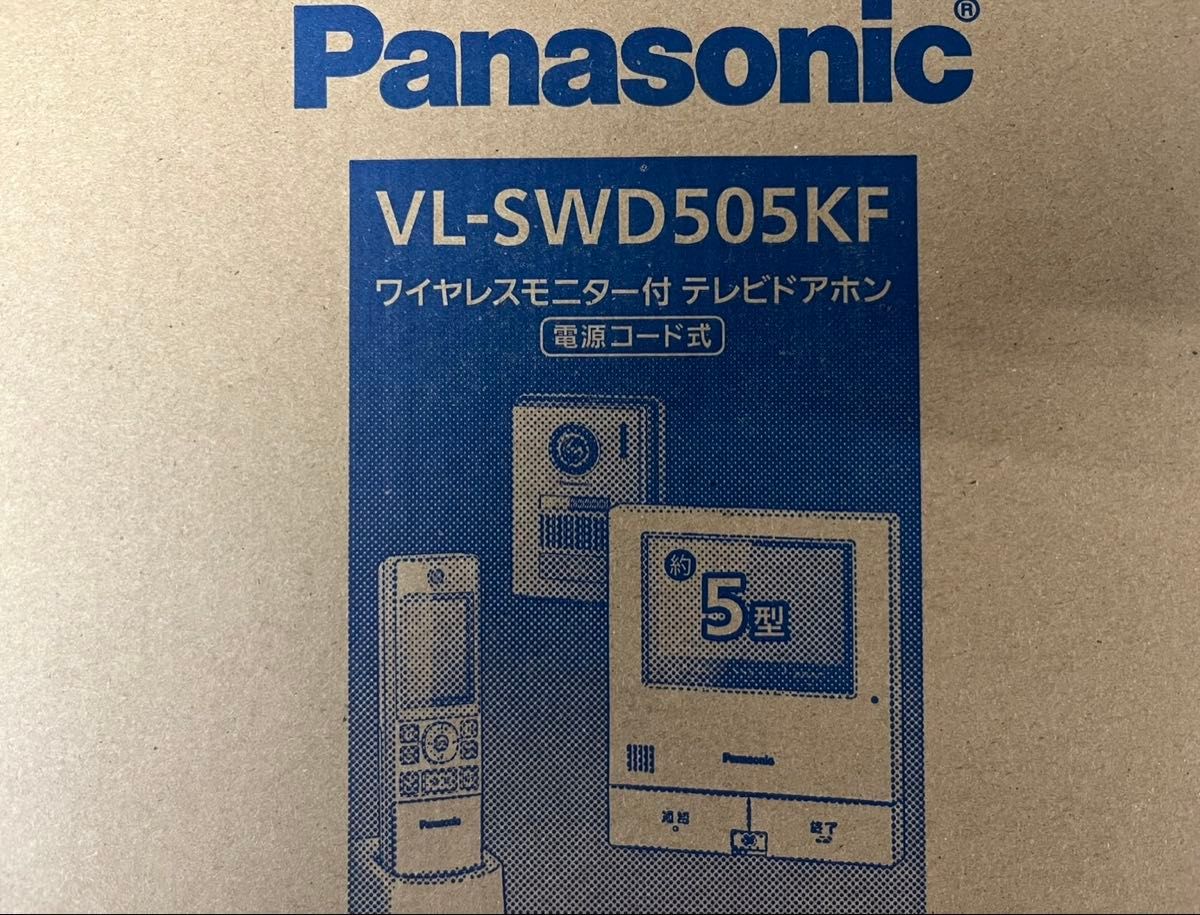 Panasonic®
VL-SWD505KF
ワイヤレスモニター付 テレビドアホン
電源コード式
約
5型
Panasonic
通話
終了
Panasonic